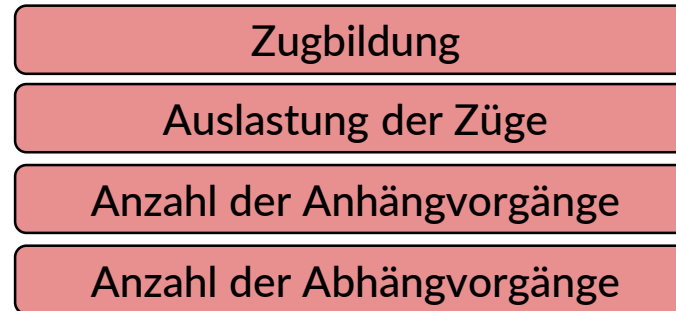 Zugbildung
Auslastung der Züge
Anzahl der Anhängvorgänge
Anzahl der Abhängvorgänge